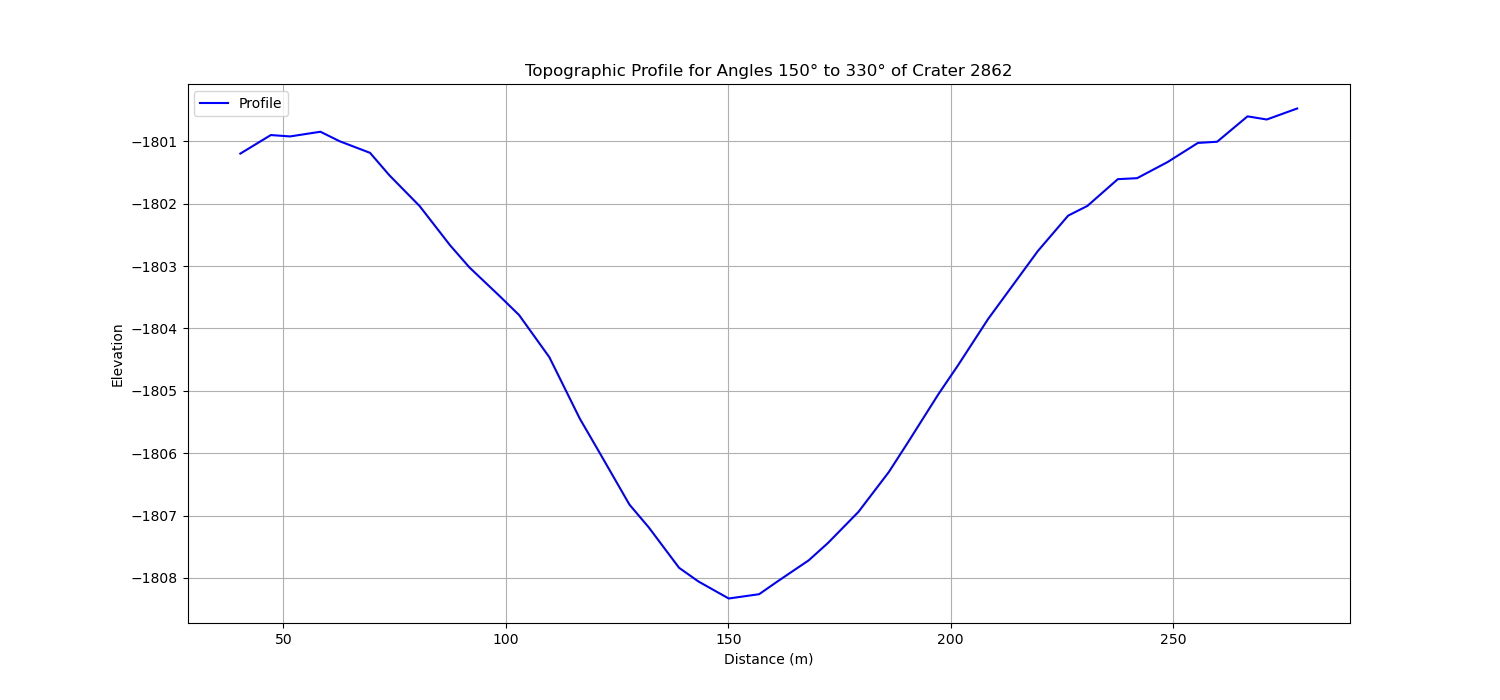 Topographic Profile for Angles 150° to 330° of Crater 2862
Profile
−1801
−1802
−1803
−1804
−1805
−1806
−1807
−1808
Elevation
50 100 150 200 250
Distance (m)